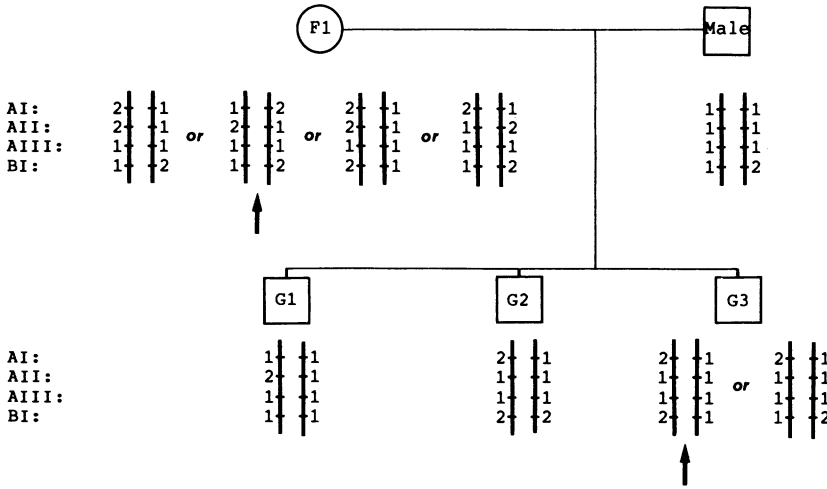 F1 Male
AI: 2 1 1 2 2 1 2 1 1 1
AII: 2 1 or 2 1 or 2 1 or 1 2 1 1
AIII: 1 1 1 1 1 1 1 1 1 1
BI: 1 2 1 2 2 1 1 2 1 2
G1 G2 G3
AI: 1 1 2 1 2 1 2 1
AII: 2 1 1 1 1 1 or 1 1
AIII: 1 1 1 1 1 1 1 1
BI: 1 1 2 2 2 1 1 2